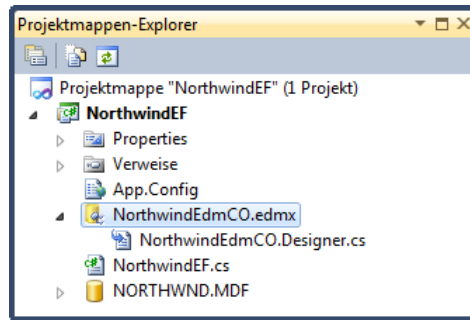 Projektmappen-Explorer
Projektmappe "NorthwindEF" (1 Projekt)
NorthwindEF
Properties
Verweise
App.Config
NorthwindEdmCO.edmx
NorthwindEdmCO.Designer.cs
NorthwindEF.cs
NORTHWND.MDF